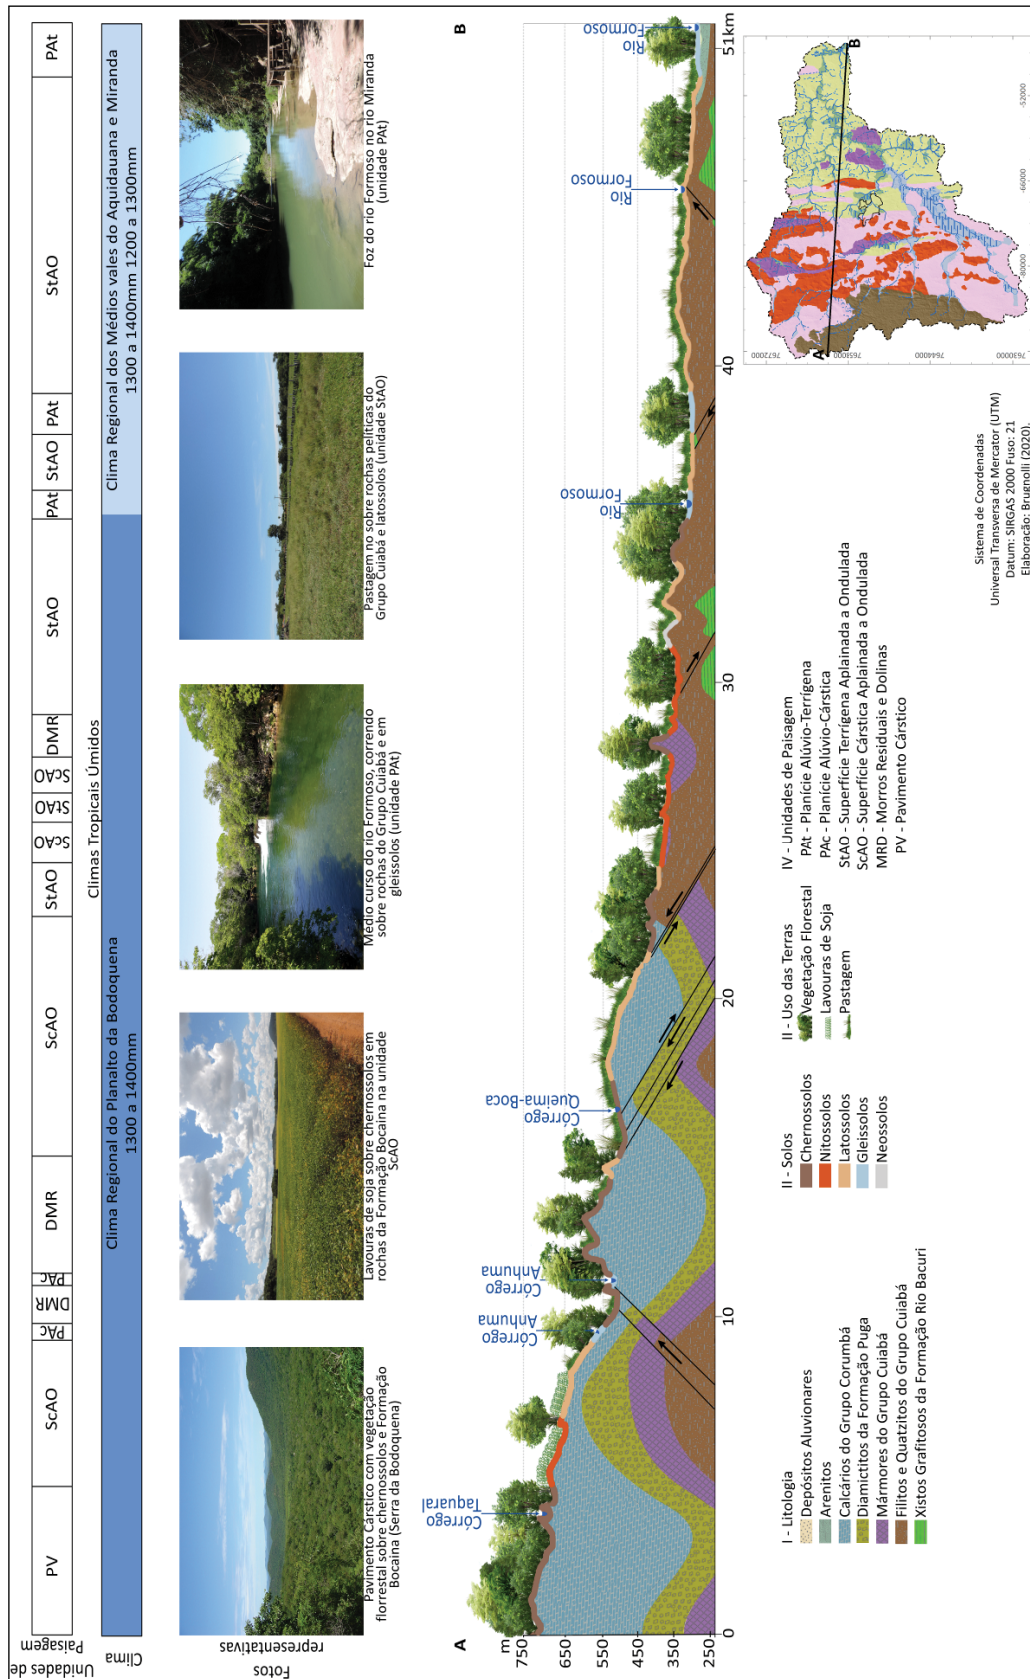 Unidades de
Paisagem
PV
ScAO
PAc
DMR
PAc
DMR
ScAO
StAO
ScAO
StAO
ScAO
DMR
StAO
PAt
StAO
PAt
StAO
PAt
Clima
Climas Tropicais Úmidos
Clima Regional do Planalto da Bodoquena
1300 a 1400mm
Clima Regional dos Médios vales do Aquidauana e Miranda
1300 a 1400mm 1200 a 1300mm
Fotos
representativas
Pavimento Cárstico com vegetação
florrestal sobre chernossolos e Formação
Bocaina (Serra da Bodoquena)
Lavouras de soja sobre chernossolos em
rochas da Formação Bocaina na unidade
ScAO
Médio curso do rio Formoso, correndo
sobre rochas do Grupo Cuiabá e em
gleissolos (unidade PAt)
Pastagem no sobre rochas pelíticas do
Grupo Cuiabá e latossolos (unidade StAO)
Foz do rio Formoso no rio Miranda
(unidade PAt)
A
B
m
750
650
550
450
350
250
Córrego
Taquaral
Córrego
Anhuma
Córrego
Anhuma
Córrego
Queima-Boca
Rio
Formoso
Rio
Formoso
Rio
Formoso
0
10
20
30
40
51km
I - Litologia
Depósitos Aluvionares
Arenitos
Calcários do Grupo Corumbá
Diamictitos da Formação Puga
Mármores do Grupo Cuiabá
Filitos e Quatzitos do Grupo Cuiabá
Xistos Grafitosos da Formação Rio Bacuri
II - Solos
Chernossolos
Nitossolos
Latossolos
Gleissolos
Neossolos
II - Uso das Terras
Vegetação Florestal
Lavouras de Soja
Pastagem
IV - Unidades de Paisagem
PAt - Planície Alúvio-Terrígena
PAc - Planície Alúvio-Cárstica
StAO - Superfície Terrígena Aplainada a Ondulada
ScAO - Superfície Cárstica Aplainada a Ondulada
MRD - Morros Residuais e Dolinas
PV - Pavimento Cárstico
Sistema de Coordenadas
Universal Transversa de Mercator (UTM)
Datum: SIRGAS 2000 Fuso: 21
Elaboração: Brugnolli (2020).
A
B
7672000
7658000
7644000
7630000
-80000
-66000
-52000